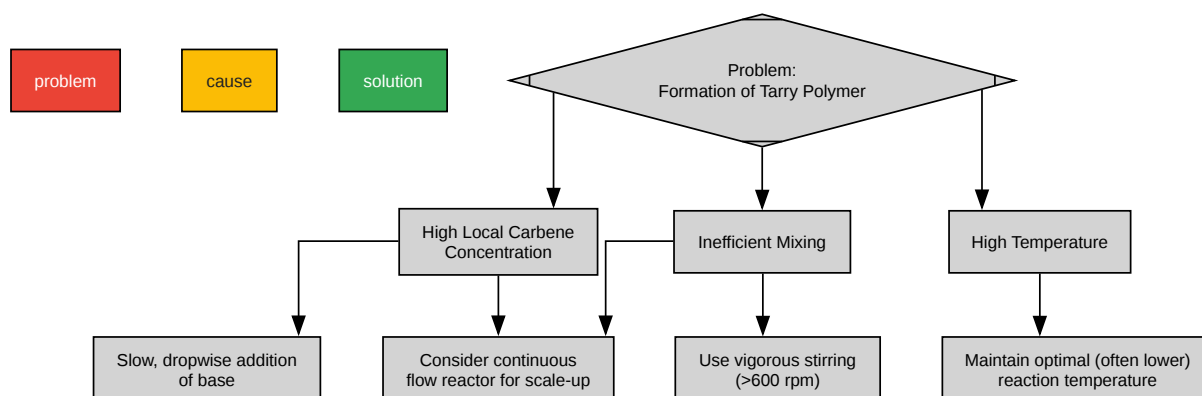 problem
cause
solution
Problem:
Formation of Tarry Polymer
High Local Carbene
Concentration
Inefficient Mixing
High Temperature
Slow, dropwise addition
of base
Consider continuous
flow reactor for scale-up
Use vigorous stirring
(>600 rpm)
Maintain optimal (often lower)
reaction temperature